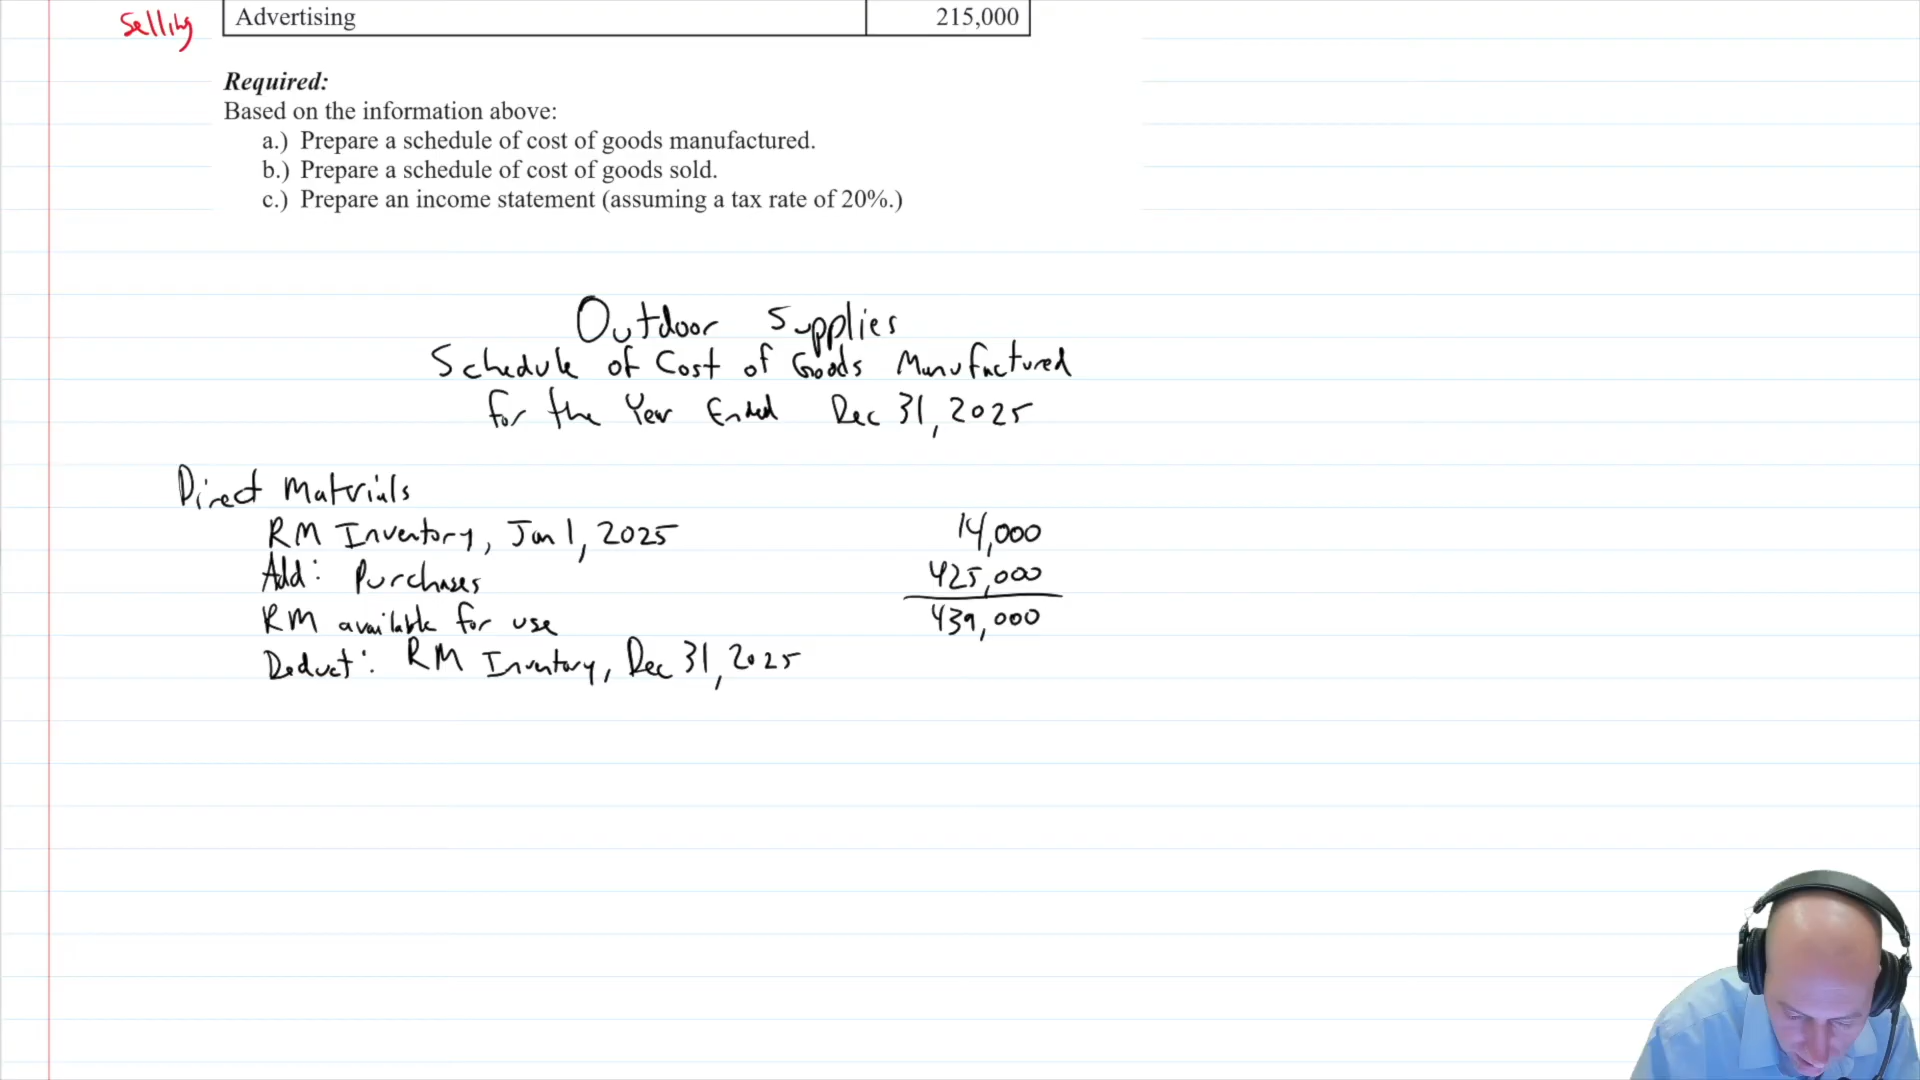 Selling
Advertising 215,000
Required:
Based on the information above:
a.) Prepare a schedule of cost of goods manufactured.
b.) Prepare a schedule of cost of goods sold.
c.) Prepare an income statement (assuming a tax rate of 20%.)
Outdoor Supplies
Schedule of Cost of Goods Manufactured
for the Year Ended Dec 31, 2025
Direct Materials
RM Inventory, Jan 1, 2025 14,000
Add: Purchases 425,000
RM available for use 439,000
Deduct: RM Inventory, Dec 31, 2025